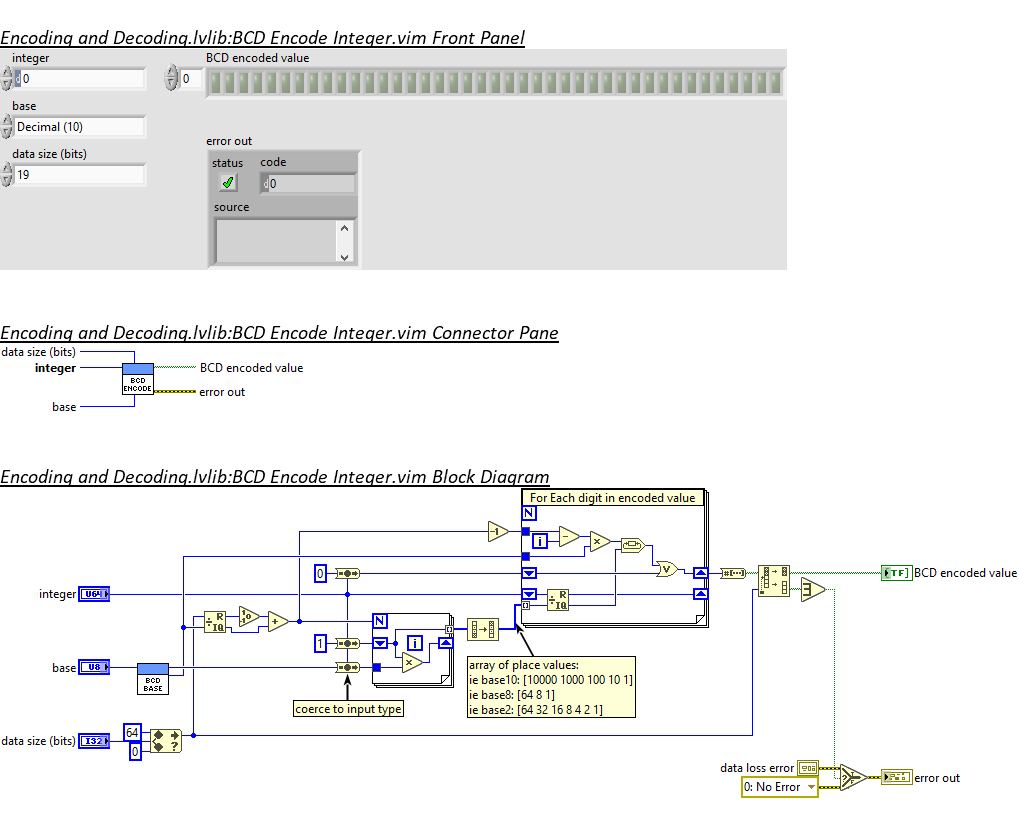 Encoding and Decoding.lvlib:BCD Encode Integer.vim Front Panel
integer
BCD encoded value
0
0
base
Decimal (10)
data size (bits)
19
error out
status
code
0
source
Encoding and Decoding.lvlib:BCD Encode Integer.vim Connector Pane
data size (bits)
integer
BCD encoded value
BCD
ENCODE
error out
base
Encoding and Decoding.lvlib:BCD Encode Integer.vim Block Diagram
For Each digit in encoded value
N
-1
i
-
x
0
V
#[...]
TF
BCD encoded value
integer
U64
R
IQ
R
IQ
+
N
1
i
x
base
U8
BCD
BASE
array of place values:
ie base10: [10000 1000 100 10 1]
ie base8: [64 8 1]
ie base2: [64 32 16 8 4 2 1]
coerce to input type
data size (bits)
I32
64
0
?
data loss error
0: No Error
?
error out